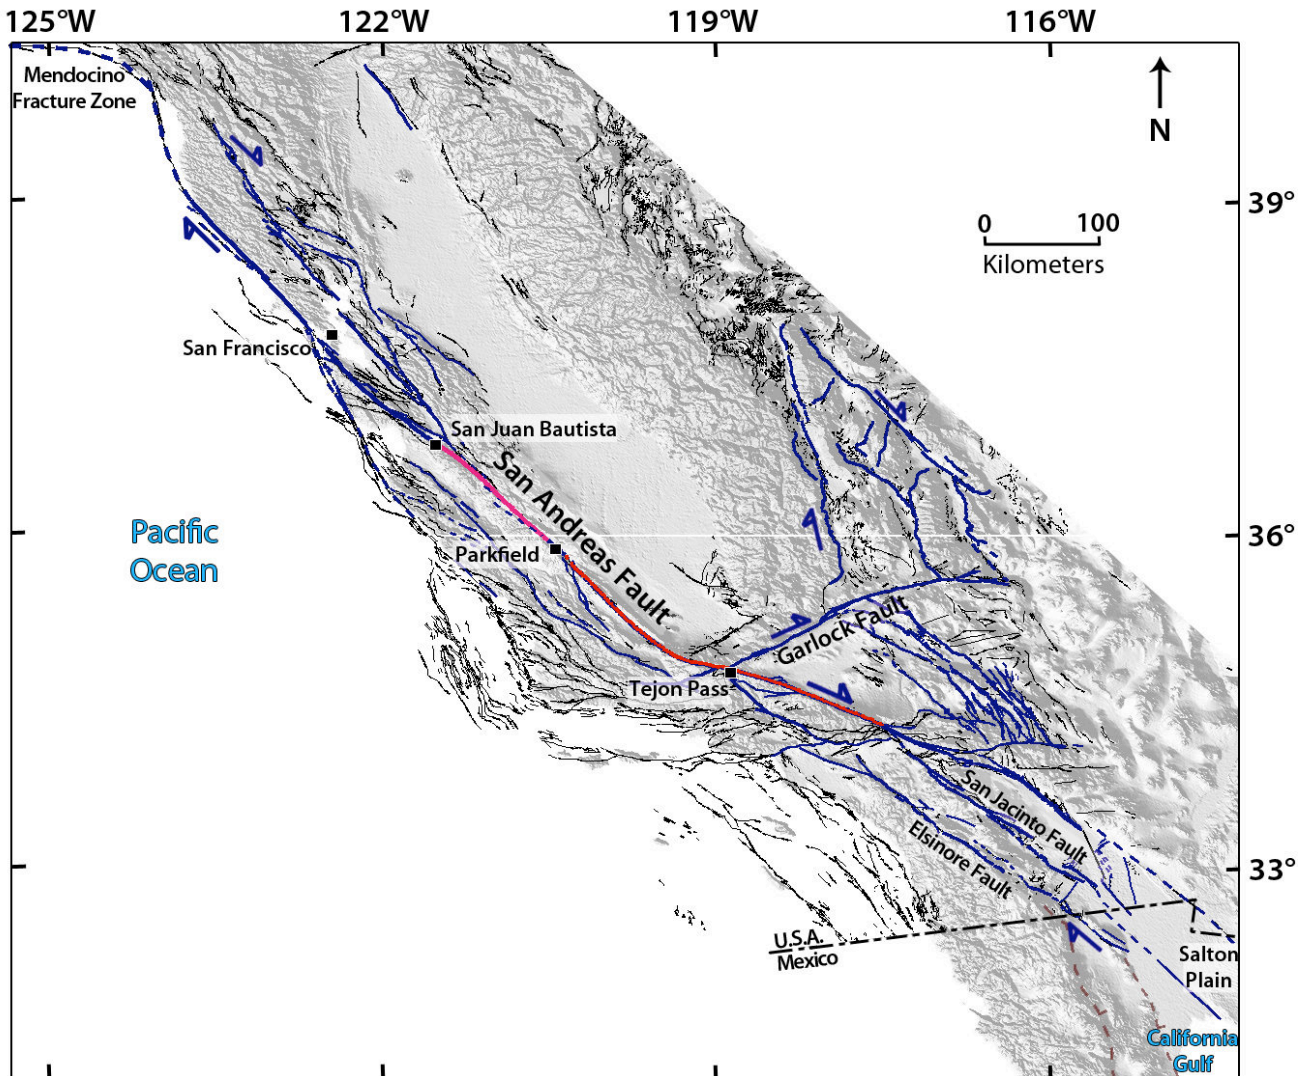 125°W
122°W
119°W
116°W
Mendocino
Fracture Zone
N
39°
0
100
Kilometers
San Francisco
San Juan Bautista
San Andreas Fault
Pacific
Ocean
36°
Parkfield
Garlock Fault
Tejon Pass
San Jacinto Fault
Elsinore Fault
33°
U.S.A.
Mexico
Salton
Plain
California
Gulf